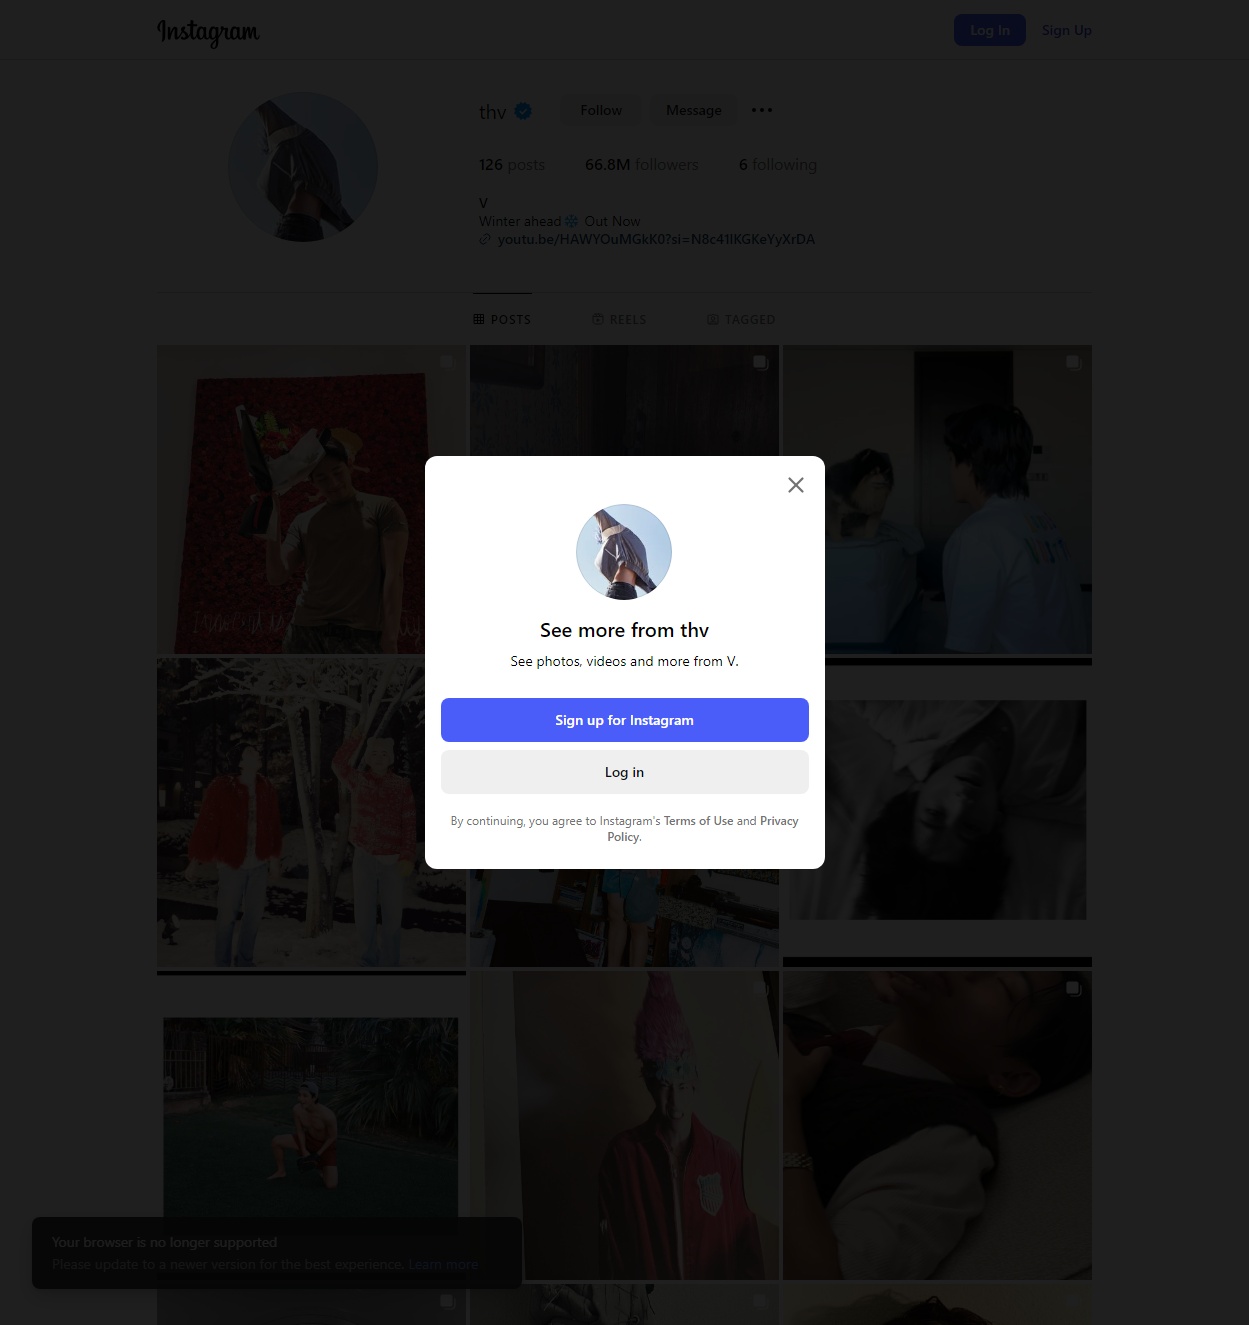 Instagram
Log In
Sign Up
thv
Follow
Message
126 posts
66.8M followers
6 following
V
Winter ahead❄️ Out Now
youtu.be/HAWYOuMGkK0?si=N8c41IKGKeYyXrDA
POSTS
REELS
TAGGED
See more from thv
See photos, videos and more from V.
Sign up for Instagram
Log in
By continuing, you agree to Instagram's Terms of Use and Privacy
Policy.
Your browser is no longer supported
Please update to a newer version for the best experience. Learn more